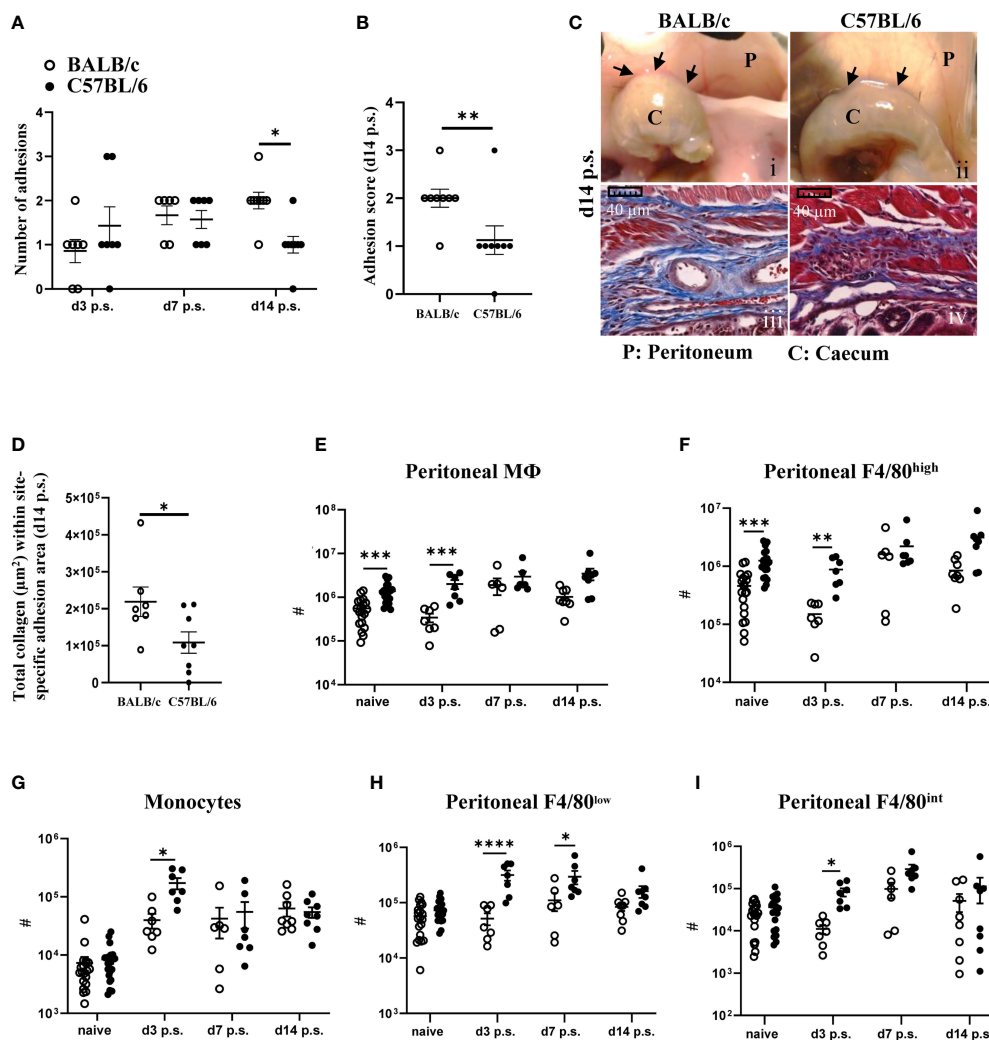 A
BALB/c
C57BL/6
Number of adhesions
4
3
2
1
0
*
d3 p.s.
d7 p.s.
d14 p.s.
B
Adhesion score (d14 p.s.)
4
3
2
1
0
**
BALB/c
C57BL/6
C
BALB/c
C57BL/6
d14 p.s.
P
C
i
P
C
ii
40 µm
iii
40 µm
iv
P: Peritoneum
C: Caecum
D
Total collagen (µm²) within site-
specific adhesion area (d14 p.s.)
5×10⁵
4×10⁵
3×10⁵
2×10⁵
1×10⁵
0
*
BALB/c
C57BL/6
E
Peritoneal MΦ
#
10⁸
10⁷
10⁶
10⁵
10⁴
***
***
naive
d3 p.s.
d7 p.s.
d14 p.s.
F
Peritoneal F4/80high
#
10⁷
10⁶
10⁵
10⁴
***
**
naive
d3 p.s.
d7 p.s.
d14 p.s.
G
Monocytes
#
10⁶
10⁵
10⁴
10³
*
naive
d3 p.s.
d7 p.s.
d14 p.s.
H
Peritoneal F4/80low
#
10⁶
10⁵
10⁴
10³
****
*
naive
d3 p.s.
d7 p.s.
d14 p.s.
I
Peritoneal F4/80int
#
10⁶
10⁵
10⁴
10³
10²
*
naive
d3 p.s.
d7 p.s.
d14 p.s.